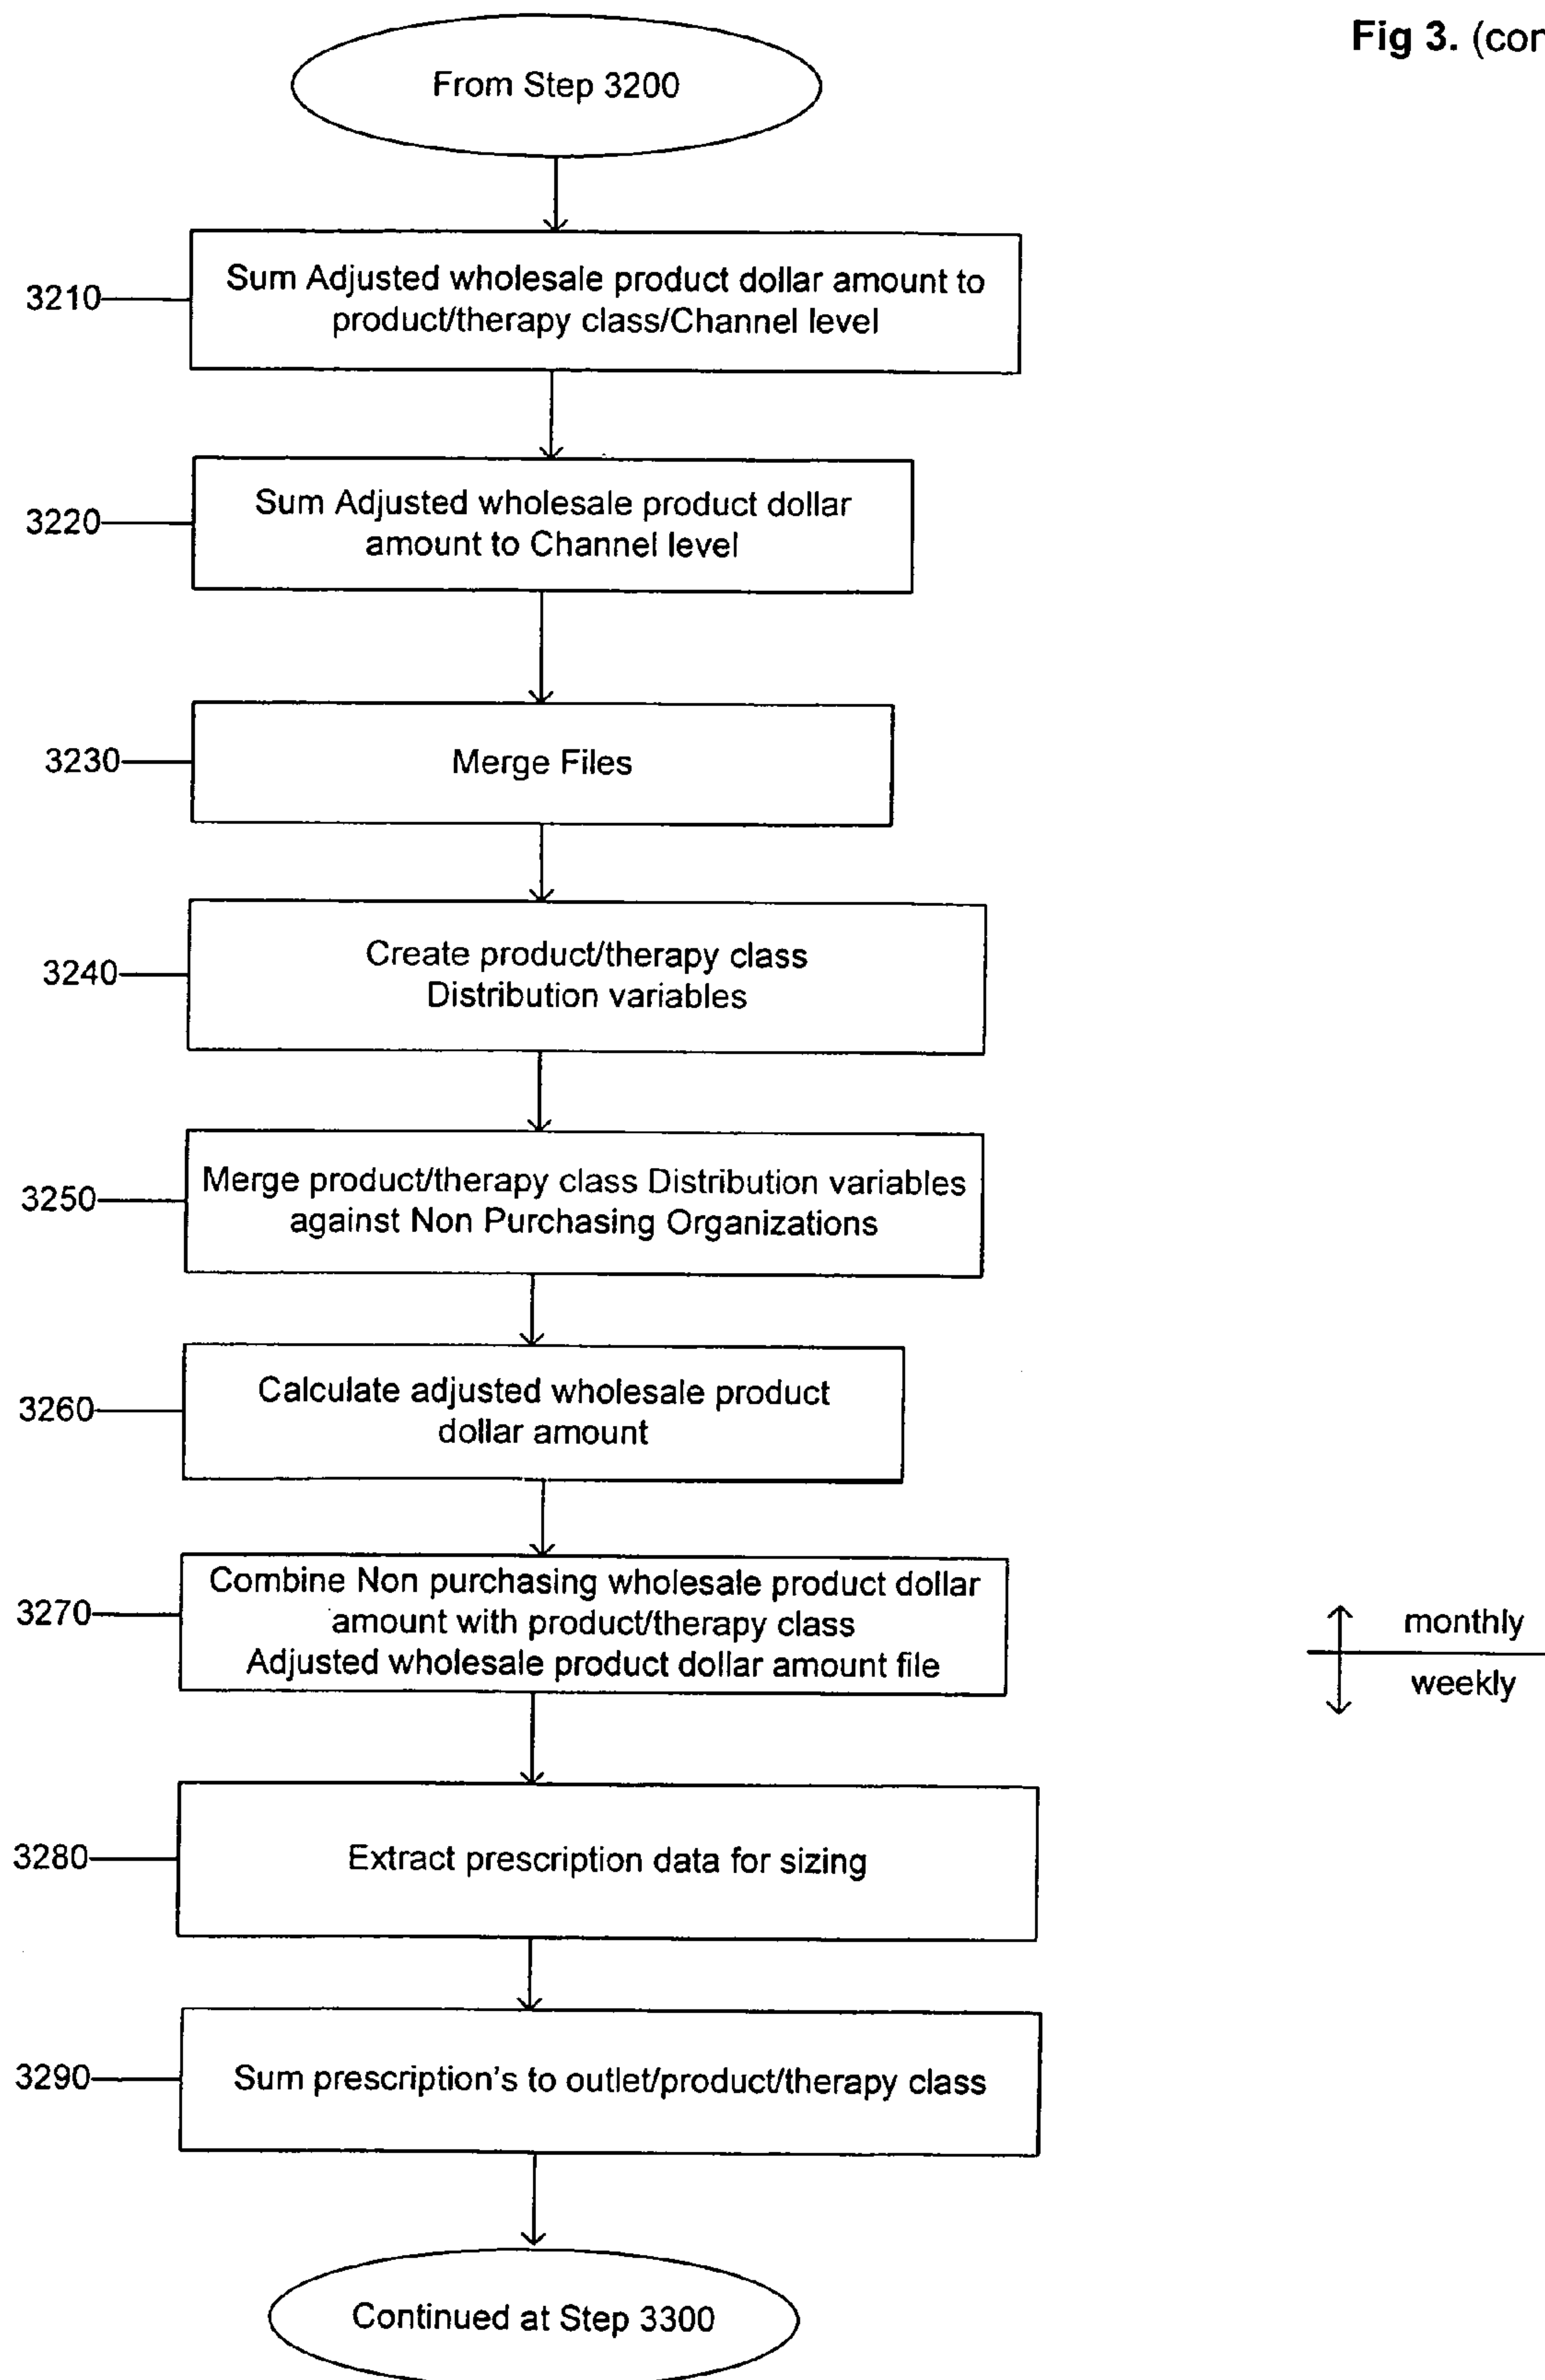 Fig 3. (con
From Step 3200
3210
Sum Adjusted wholesale product dollar amount to
product/therapy class/Channel level
3220
Sum Adjusted wholesale product dollar
amount to Channel level
3230
Merge Files
3240
Create product/therapy class
Distribution variables
3250
Merge product/therapy class Distribution variables
against Non Purchasing Organizations
3260
Calculate adjusted wholesale product
dollar amount
3270
Combine Non purchasing wholesale product dollar
amount with product/therapy class
Adjusted wholesale product dollar amount file
monthly
weekly
3280
Extract prescription data for sizing
3290
Sum prescription's to outlet/product/therapy class
Continued at Step 3300